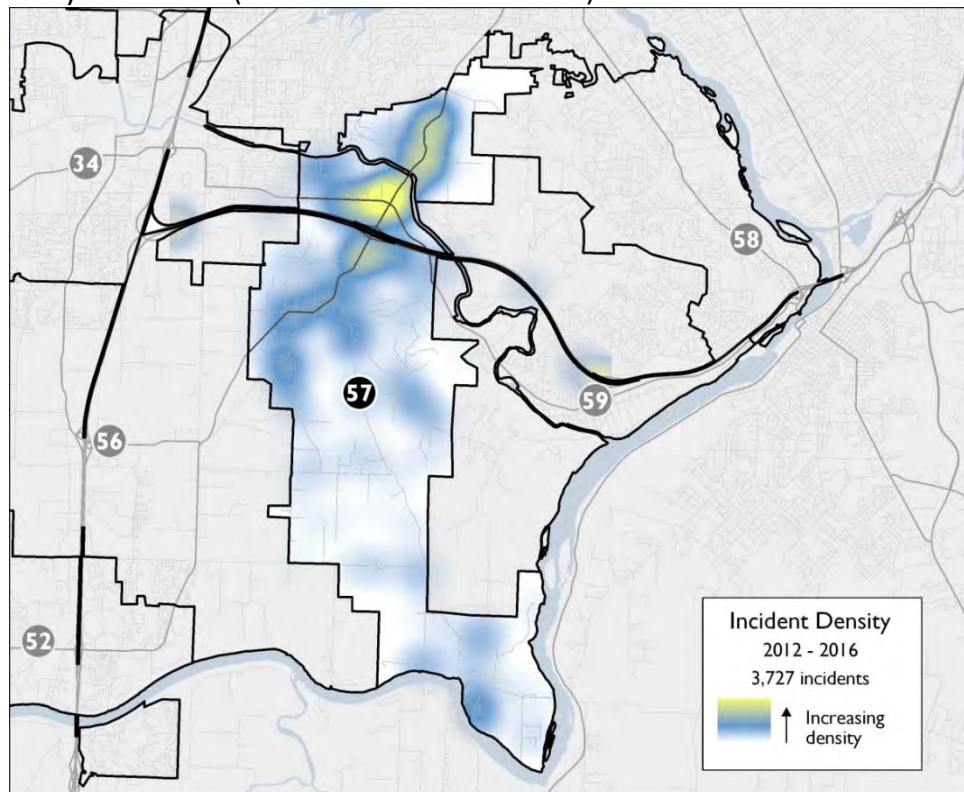 34
58
57
59
56
52
Incident Density
2012 - 2016
3,727 incidents
Increasing
density